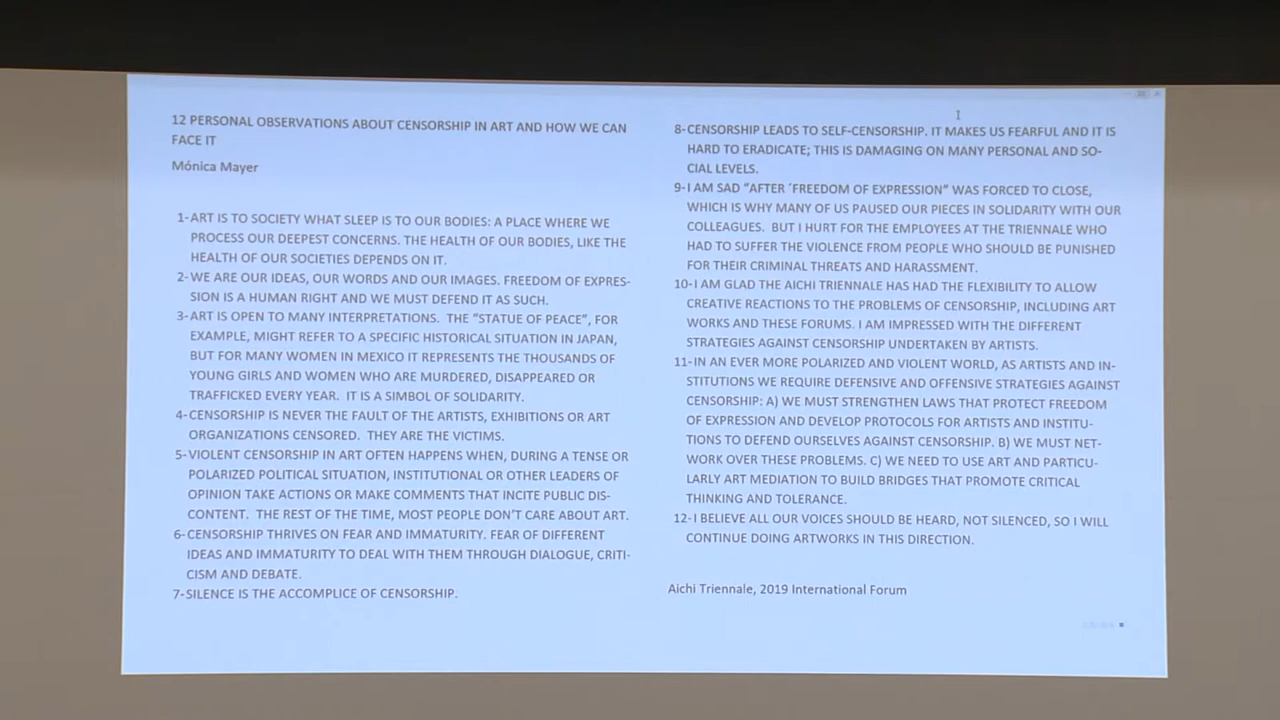 12 PERSONAL OBSERVATIONS ABOUT CENSORSHIP IN ART AND HOW WE CAN
FACE IT
Mónica Mayer
1-ART IS TO SOCIETY WHAT SLEEP IS TO OUR BODIES: A PLACE WHERE WE
PROCESS OUR DEEPEST CONCERNS. THE HEALTH OF OUR BODIES, LIKE THE
HEALTH OF OUR SOCIETIES DEPENDS ON IT.
2-WE ARE OUR IDEAS, OUR WORDS AND OUR IMAGES. FREEDOM OF EXPRES-
SION IS A HUMAN RIGHT AND WE MUST DEFEND IT AS SUCH.
3-ART IS OPEN TO MANY INTERPRETATIONS. THE "STATUE OF PEACE", FOR
EXAMPLE, MIGHT REFER TO A SPECIFIC HISTORICAL SITUATION IN JAPAN,
BUT FOR MANY WOMEN IN MEXICO IT REPRESENTS THE THOUSANDS OF
YOUNG GIRLS AND WOMEN WHO ARE MURDERED, DISAPPEARED OR
TRAFFICKED EVERY YEAR. IT IS A SIMBOL OF SOLIDARITY.
4-CENSORSHIP IS NEVER THE FAULT OF THE ARTISTS, EXHIBITIONS OR ART
ORGANIZATIONS CENSORED. THEY ARE THE VICTIMS.
5-VIOLENT CENSORSHIP IN ART OFTEN HAPPENS WHEN, DURING A TENSE OR
POLARIZED POLITICAL SITUATION, INSTITUTIONAL OR OTHER LEADERS OF
OPINION TAKE ACTIONS OR MAKE COMMENTS THAT INCITE PUBLIC DIS-
CONTENT. THE REST OF THE TIME, MOST PEOPLE DON'T CARE ABOUT ART.
6-CENSORSHIP THRIVES ON FEAR AND IMMATURITY. FEAR OF DIFFERENT
IDEAS AND IMMATURITY TO DEAL WITH THEM THROUGH DIALOGUE, CRITI-
CISM AND DEBATE.
7-SILENCE IS THE ACCOMPLICE OF CENSORSHIP.
8-CENSORSHIP LEADS TO SELF-CENSORSHIP. IT MAKES US FEARFUL AND IT IS
HARD TO ERADICATE; THIS IS DAMAGING ON MANY PERSONAL AND SO-
CIAL LEVELS.
9-I AM SAD "AFTER ´FREEDOM OF EXPRESSION" WAS FORCED TO CLOSE,
WHICH IS WHY MANY OF US PAUSED OUR PIECES IN SOLIDARITY WITH OUR
COLLEAGUES. BUT I HURT FOR THE EMPLOYEES AT THE TRIENNALE WHO
HAD TO SUFFER THE VIOLENCE FROM PEOPLE WHO SHOULD BE PUNISHED
FOR THEIR CRIMINAL THREATS AND HARASSMENT.
10-I AM GLAD THE AICHI TRIENNALE HAS HAD THE FLEXIBILITY TO ALLOW
CREATIVE REACTIONS TO THE PROBLEMS OF CENSORSHIP, INCLUDING ART
WORKS AND THESE FORUMS. I AM IMPRESSED WITH THE DIFFERENT
STRATEGIES AGAINST CENSORSHIP UNDERTAKEN BY ARTISTS.
11-IN AN EVER MORE POLARIZED AND VIOLENT WORLD, AS ARTISTS AND IN-
STITUTIONS WE REQUIRE DEFENSIVE AND OFFENSIVE STRATEGIES AGAINST
CENSORSHIP: A) WE MUST STRENGTHEN LAWS THAT PROTECT FREEDOM
OF EXPRESSION AND DEVELOP PROTOCOLS FOR ARTISTS AND INSTITU-
TIONS TO DEFEND OURSELVES AGAINST CENSORSHIP. B) WE MUST NET-
WORK OVER THESE PROBLEMS. C) WE NEED TO USE ART AND PARTICU-
LARLY ART MEDIATION TO BUILD BRIDGES THAT PROMOTE CRITICAL
THINKING AND TOLERANCE.
12-I BELIEVE ALL OUR VOICES SHOULD BE HEARD, NOT SILENCED, SO I WILL
CONTINUE DOING ARTWORKS IN THIS DIRECTION.
Aichi Triennale, 2019 International Forum